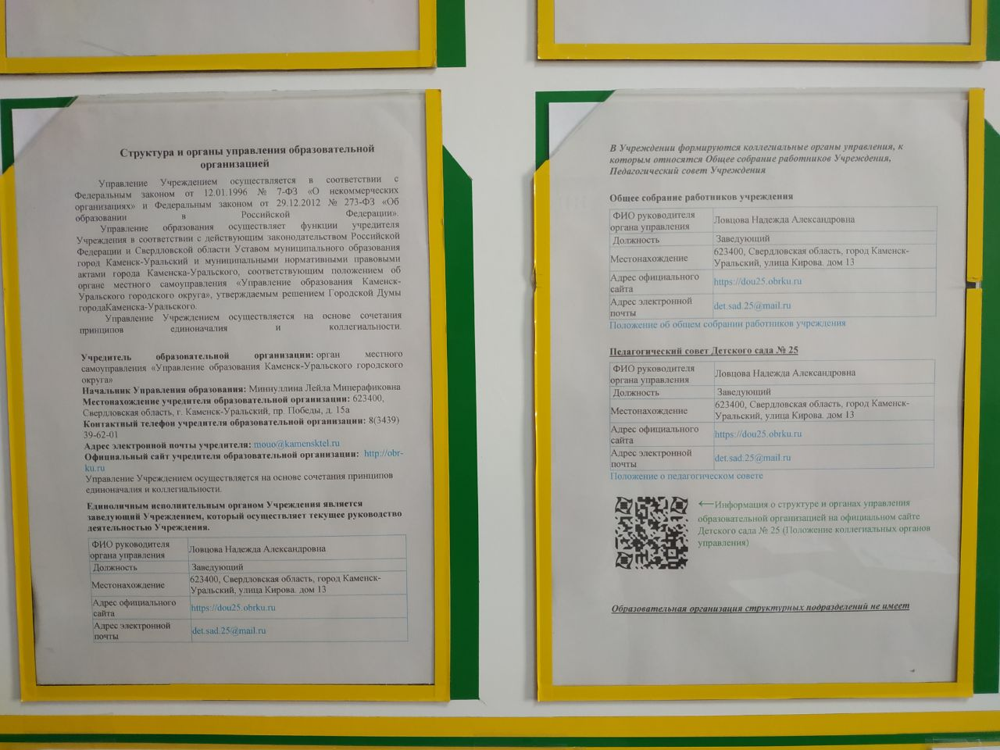 Структура и органы управления образовательной
организацией
Управление Учреждением осуществляется в соответствии с
Федеральным законом от 12.01.1996 № 7-ФЗ «О некоммерческих
организациях» и Федеральным законом от 29.12.2012 № 273-ФЗ «Об
образовании в Российской Федерации».
Управление образования осуществляет функции учредителя
Учреждения в соответствии с действующим законодательством Российской
Федерации и Свердловской области Уставом муниципального образования
город Каменск-Уральский и муниципальными нормативными правовыми
актами города Каменска-Уральского, соответствующим положением об
органе местного самоуправления «Управление образования Каменск-
Уральского городского округа», утверждаемым решением Городской Думы
городаКаменска-Уральского.
Управление Учреждением осуществляется на основе сочетания
принципов единоначалия и коллегиальности.
Учредитель образовательной организации: орган местного
самоуправления «Управление образования Каменск-Уральского городского
округа»
Начальник Управления образования: Миннуллина Лейла Минерафиковна
Местонахождение учредителя образовательной организации: 623400,
Свердловская область, г. Каменск-Уральский, пр. Победы, д. 15а
Контактный телефон учредителя образовательной организации: 8(3439)
39-62-01
Адрес электронной почты учредителя: mouo@kamensktel.ru
Официальный сайт учредителя образовательной организации: http://obr-
ku.ru
Управление Учреждением осуществляется на основе сочетания принципов
единоначалия и коллегиальности.
Единоличным исполнительным органом Учреждения является
заведующий Учреждением, который осуществляет текущее руководство
деятельностью Учреждения.
ФИО руководителя
органа управления
Ловцова Надежда Александровна
Должность
Заведующий
Местонахождение
623400, Свердловская область, город Каменск-
Уральский, улица Кирова. дом 13
Адрес официального
сайта
https://dou25.obrku.ru
Адрес электронной
почты
det.sad.25@mail.ru
В Учреждении формируются коллегиальные органы управления, к
которым относятся Общее собрание работников Учреждения,
Педагогический совет Учреждения
Общее собрание работников учреждения
ФИО руководителя
органа управления
Ловцова Надежда Александровна
Должность
Заведующий
Местонахождение
623400, Свердловская область, город Каменск-
Уральский, улица Кирова. дом 13
Адрес официального
сайта
https://dou25.obrku.ru
Адрес электронной
почты
det.sad.25@mail.ru
Положение об общем собрании работников учреждения
Педагогический совет Детского сада № 25
ФИО руководителя
органа управления
Ловцова Надежда Александровна
Должность
Заведующий
Местонахождение
623400, Свердловская область, город Каменск-
Уральский, улица Кирова. дом 13
Адрес официального
сайта
https://dou25.obrku.ru
Адрес электронной
почты
det.sad.25@mail.ru
Положение о педагогическом совете
←Информация о структуре и органах управления
образовательной организацией на официальном сайте
Детского сада № 25 (Положение коллегиальных органов
управления)
Образовательная организация структурных подразделений не имеет